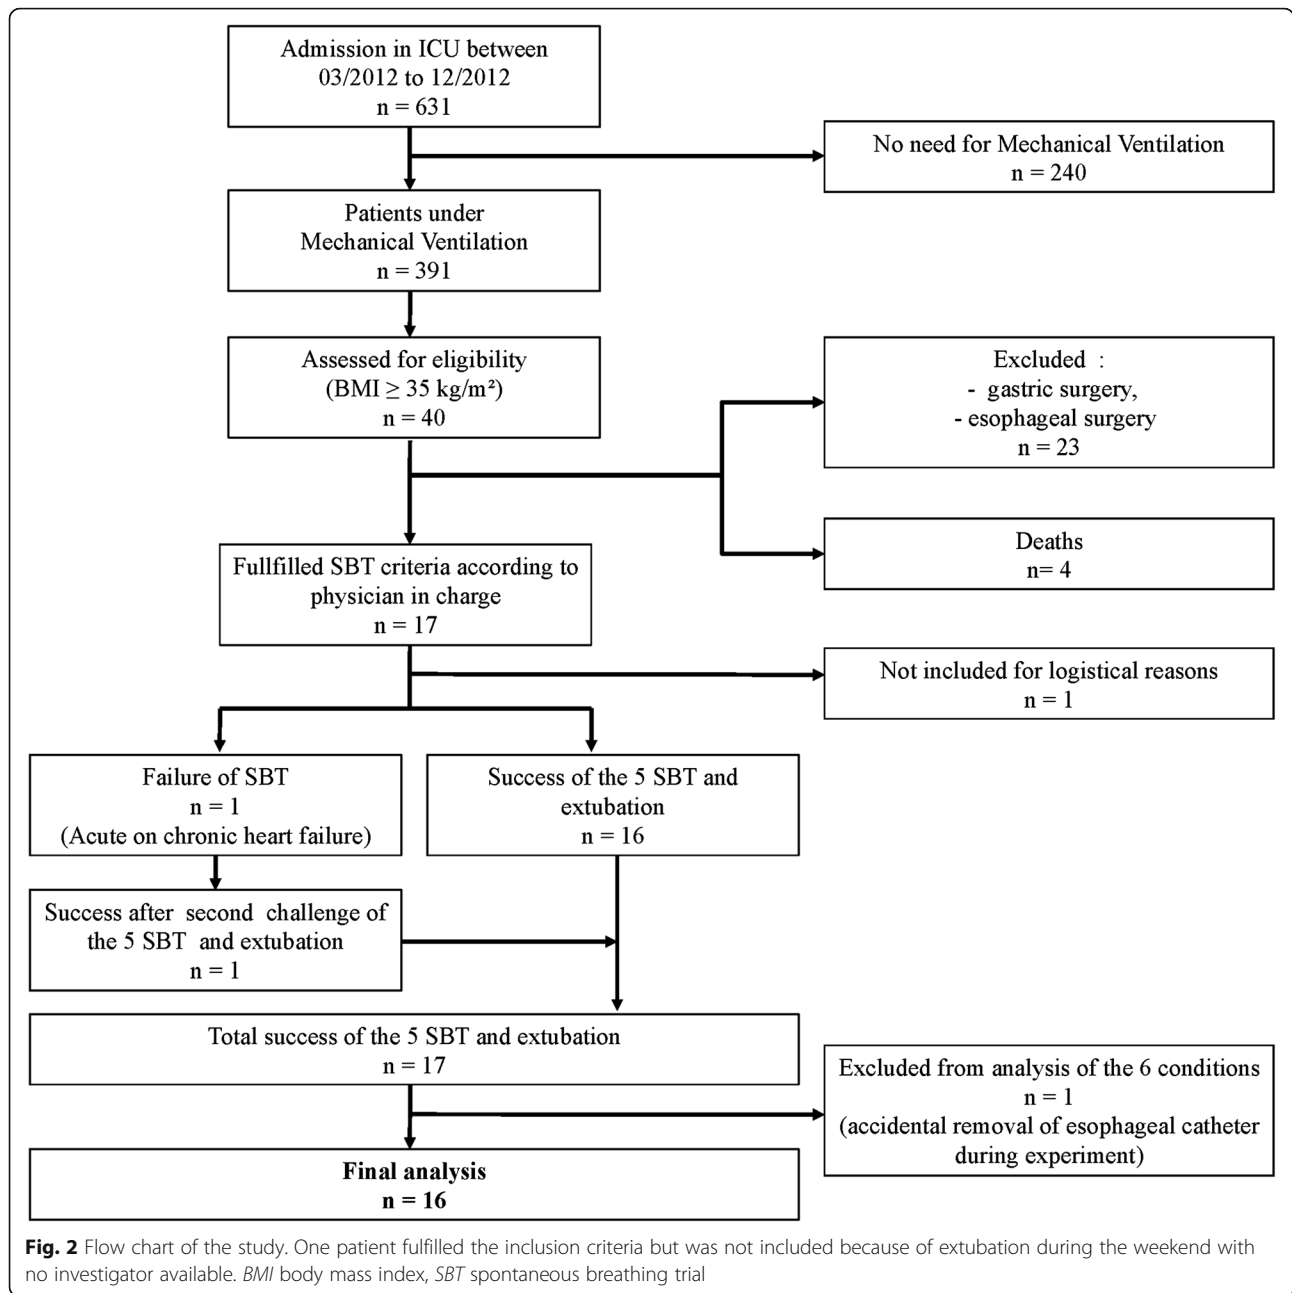 Admission in ICU between
03/2012 to 12/2012
n = 631
No need for Mechanical Ventilation
n = 240
Patients under
Mechanical Ventilation
n = 391
Assessed for eligibility
(BMI ≥ 35 kg/m²)
n = 40
Excluded :
- gastric surgery,
- esophageal surgery
n = 23
Deaths
n= 4
Fullfilled SBT criteria according to
physician in charge
n = 17
Not included for logistical reasons
n = 1
Failure of SBT
n = 1
(Acute on chronic heart failure)
Success of the 5 SBT and
extubation
n = 16
Success after second challenge of
the 5 SBT and extubation
n = 1
Total success of the 5 SBT and extubation
n = 17
Excluded from analysis of the 6 conditions
n = 1
(accidental removal of esophageal catheter
during experiment)
Final analysis
n = 16
Fig. 2 Flow chart of the study. One patient fulfilled the inclusion criteria but was not included because of extubation during the weekend with
no investigator available. BMI body mass index, SBT spontaneous breathing trial